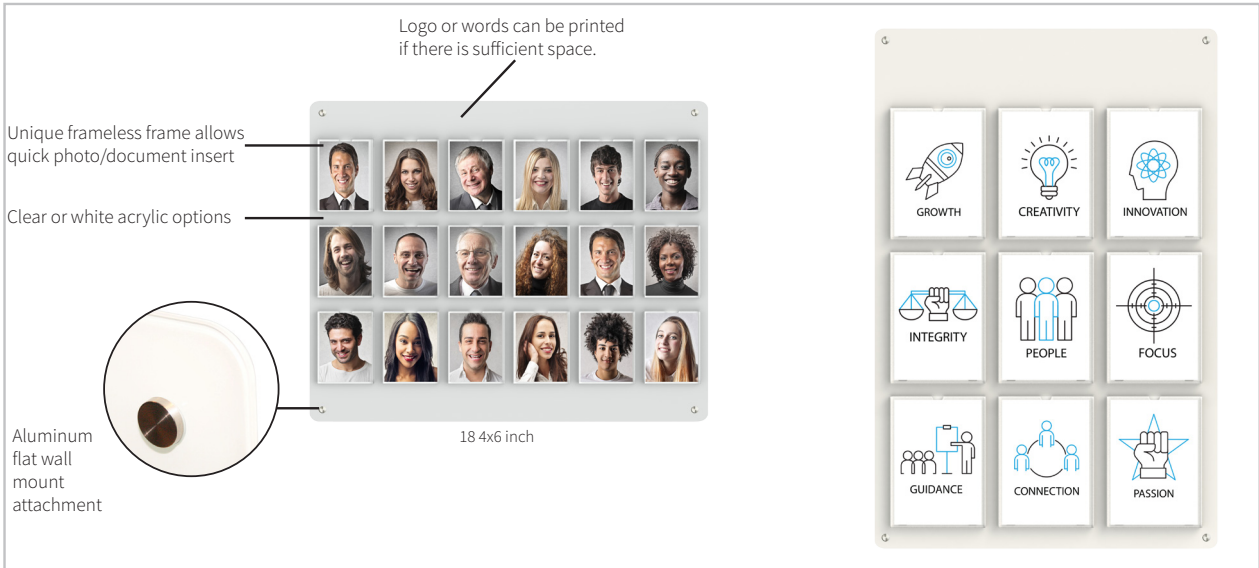 Logo or words can be printed
if there is sufficient space.
Unique frameless frame allows
quick photo/document insert
Clear or white acrylic options
Aluminum
flat wall
mount
attachment
18 4x6 inch
GROWTH
CREATIVITY
INNOVATION
INTEGRITY
PEOPLE
FOCUS
GUIDANCE
CONNECTION
PASSION